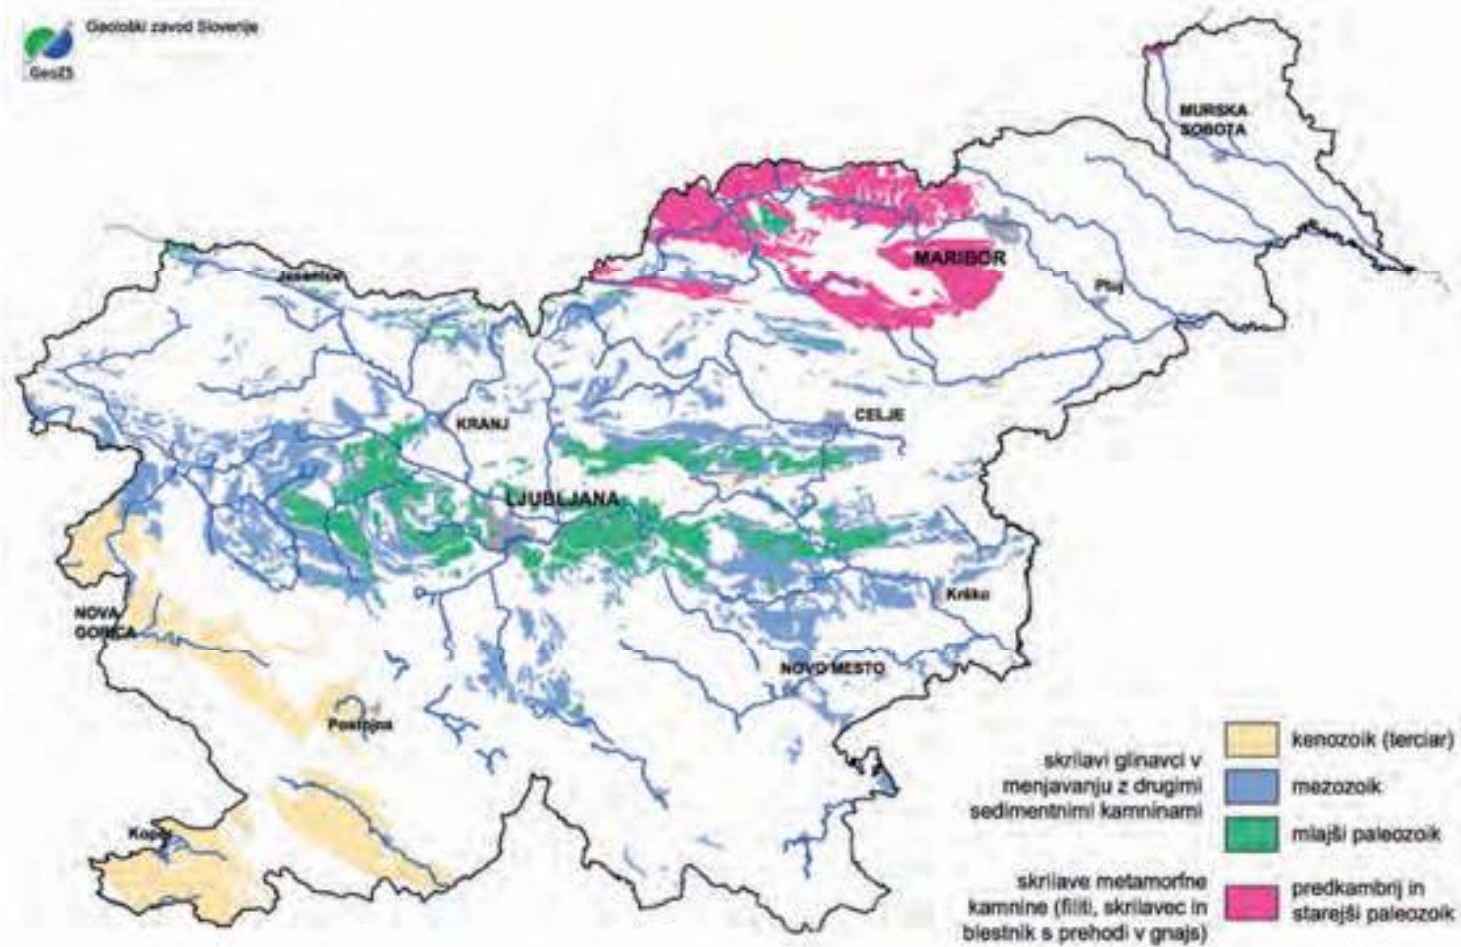 Geološki zavod Slovenije
GeoZS
MURSKA
SOBOTA
MARIBOR
Jesenice
Ptuj
KRANJ
CELJE
LJUBLJANA
Krško
NOVA
GORICA
NOVO MESTO
Postojna
Koper
kenozoik (terciar)
skrilavi glinavci v
menjavanju z drugimi
sedimentnimi kamninami
mezozoik
mlajši paleozoik
skrilave metamorfne
kamnine (filiti, skrilavec in
blestnik s prehodi v gnajs)
predkambrij in
starejši paleozoik